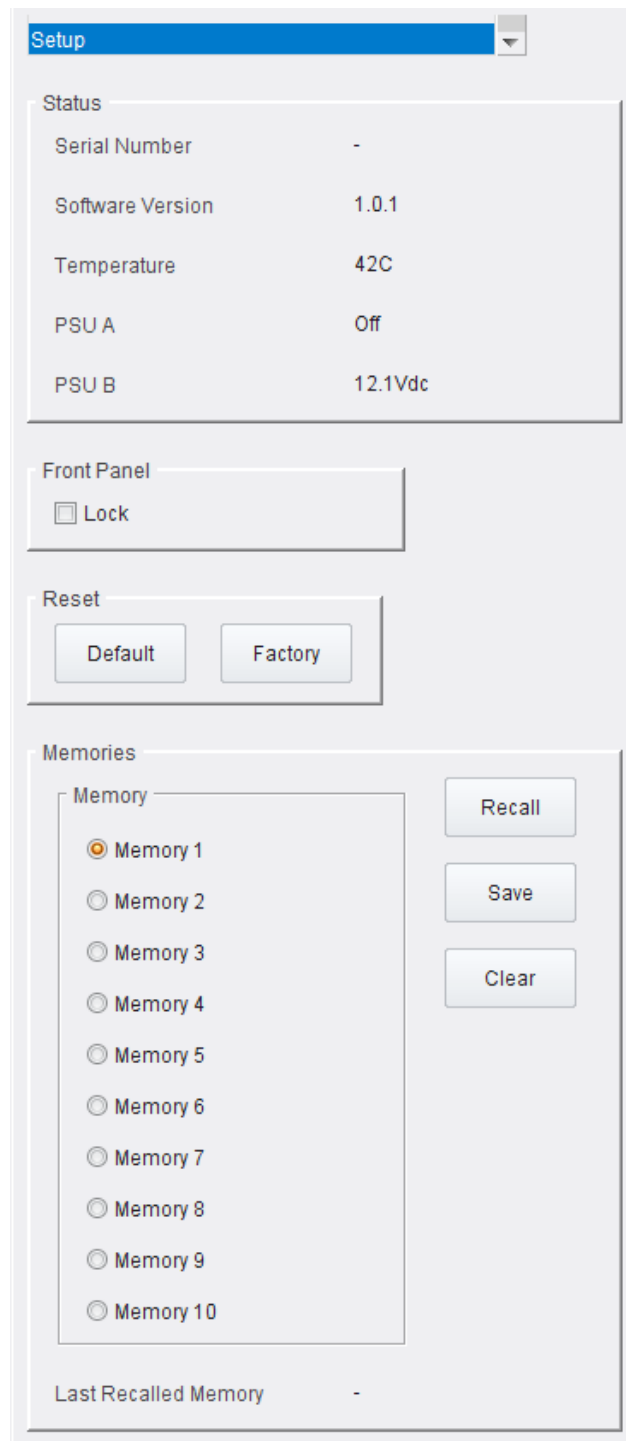 Setup
Status
Serial Number -
Software Version 1.0.1
Temperature 42C
PSU A Off
PSU B 12.1Vdc
Front Panel
Lock
Reset
Default Factory
Memories
Memory
Recall
Memory 1
Memory 2
Save
Memory 3
Clear
Memory 4
Memory 5
Memory 6
Memory 7
Memory 8
Memory 9
Memory 10
Last Recalled Memory -